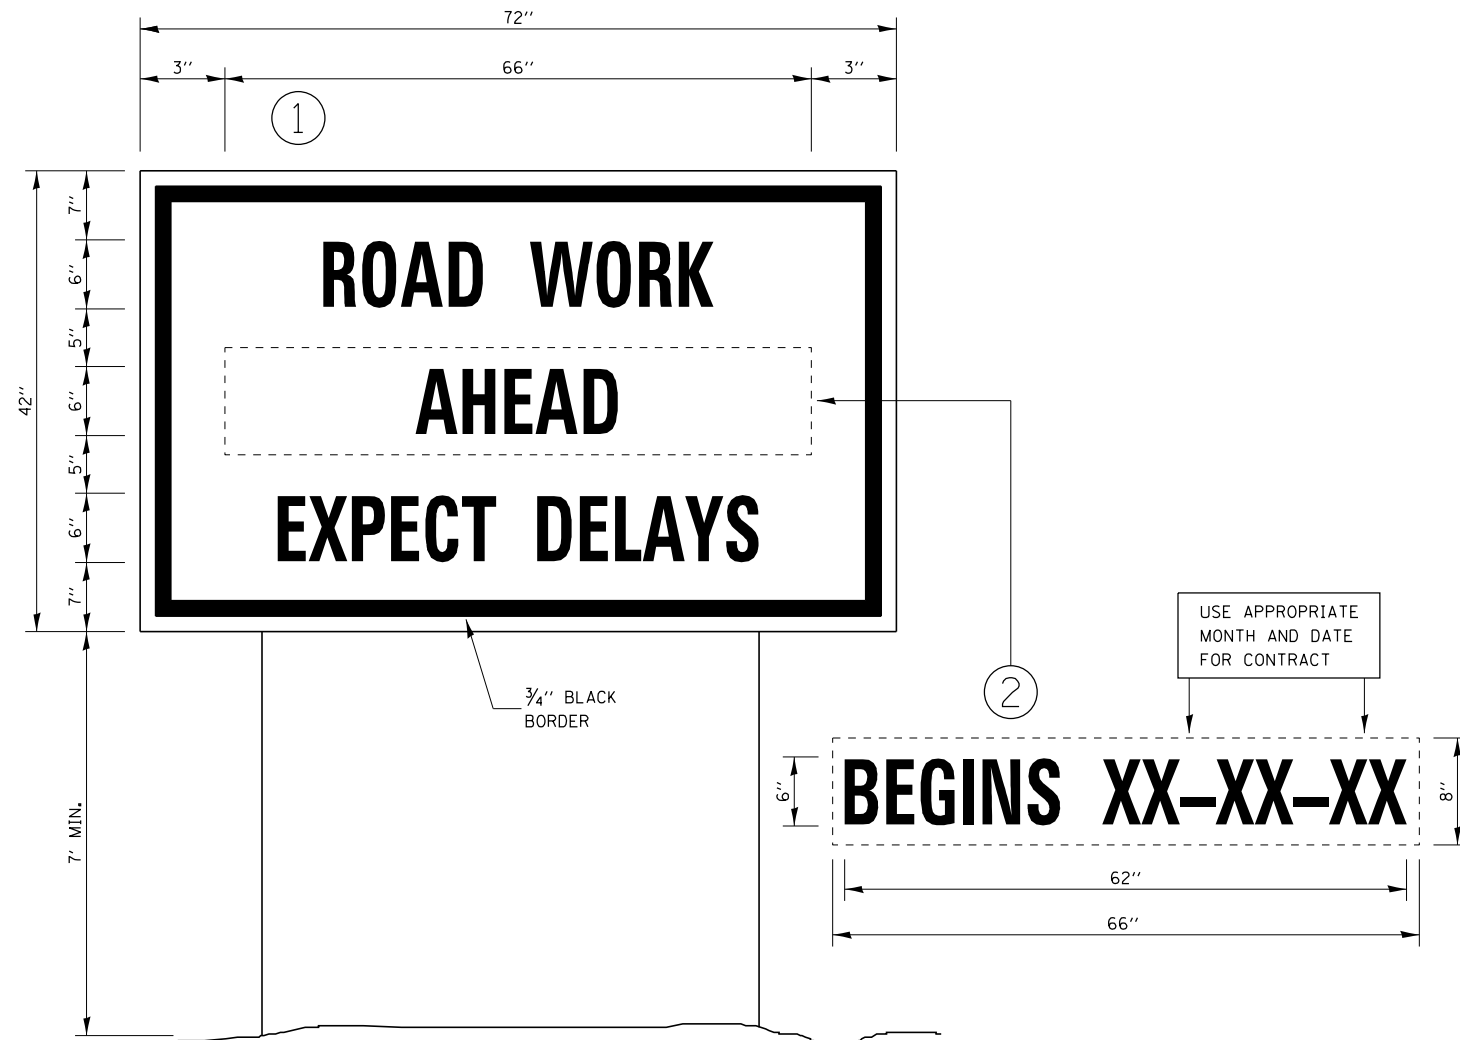 72''
3'' 66'' 3''
1
7''
6''
5''
6''
5''
6''
7''
42''
7' MIN.
ROAD WORK
AHEAD
EXPECT DELAYS
3/4'' BLACK
BORDER
2
USE APPROPRIATE
MONTH AND DATE
FOR CONTRACT
6''
BEGINS XX-XX-XX
8''
62''
66''